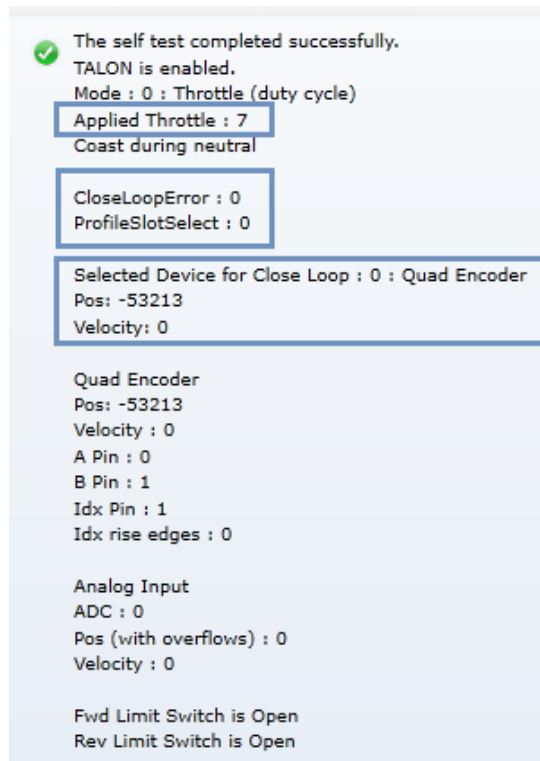 The self test completed successfully.
TALON is enabled.
Mode : 0 : Throttle (duty cycle)
Applied Throttle : 7
Coast during neutral
CloseLoopError : 0
ProfileSlotSelect : 0
Selected Device for Close Loop : 0 : Quad Encoder
Pos: -53213
Velocity: 0
Quad Encoder
Pos: -53213
Velocity : 0
A Pin : 0
B Pin : 1
Idx Pin : 1
Idx rise edges : 0
Analog Input
ADC : 0
Pos (with overflows) : 0
Velocity : 0
Fwd Limit Switch is Open
Rev Limit Switch is Open